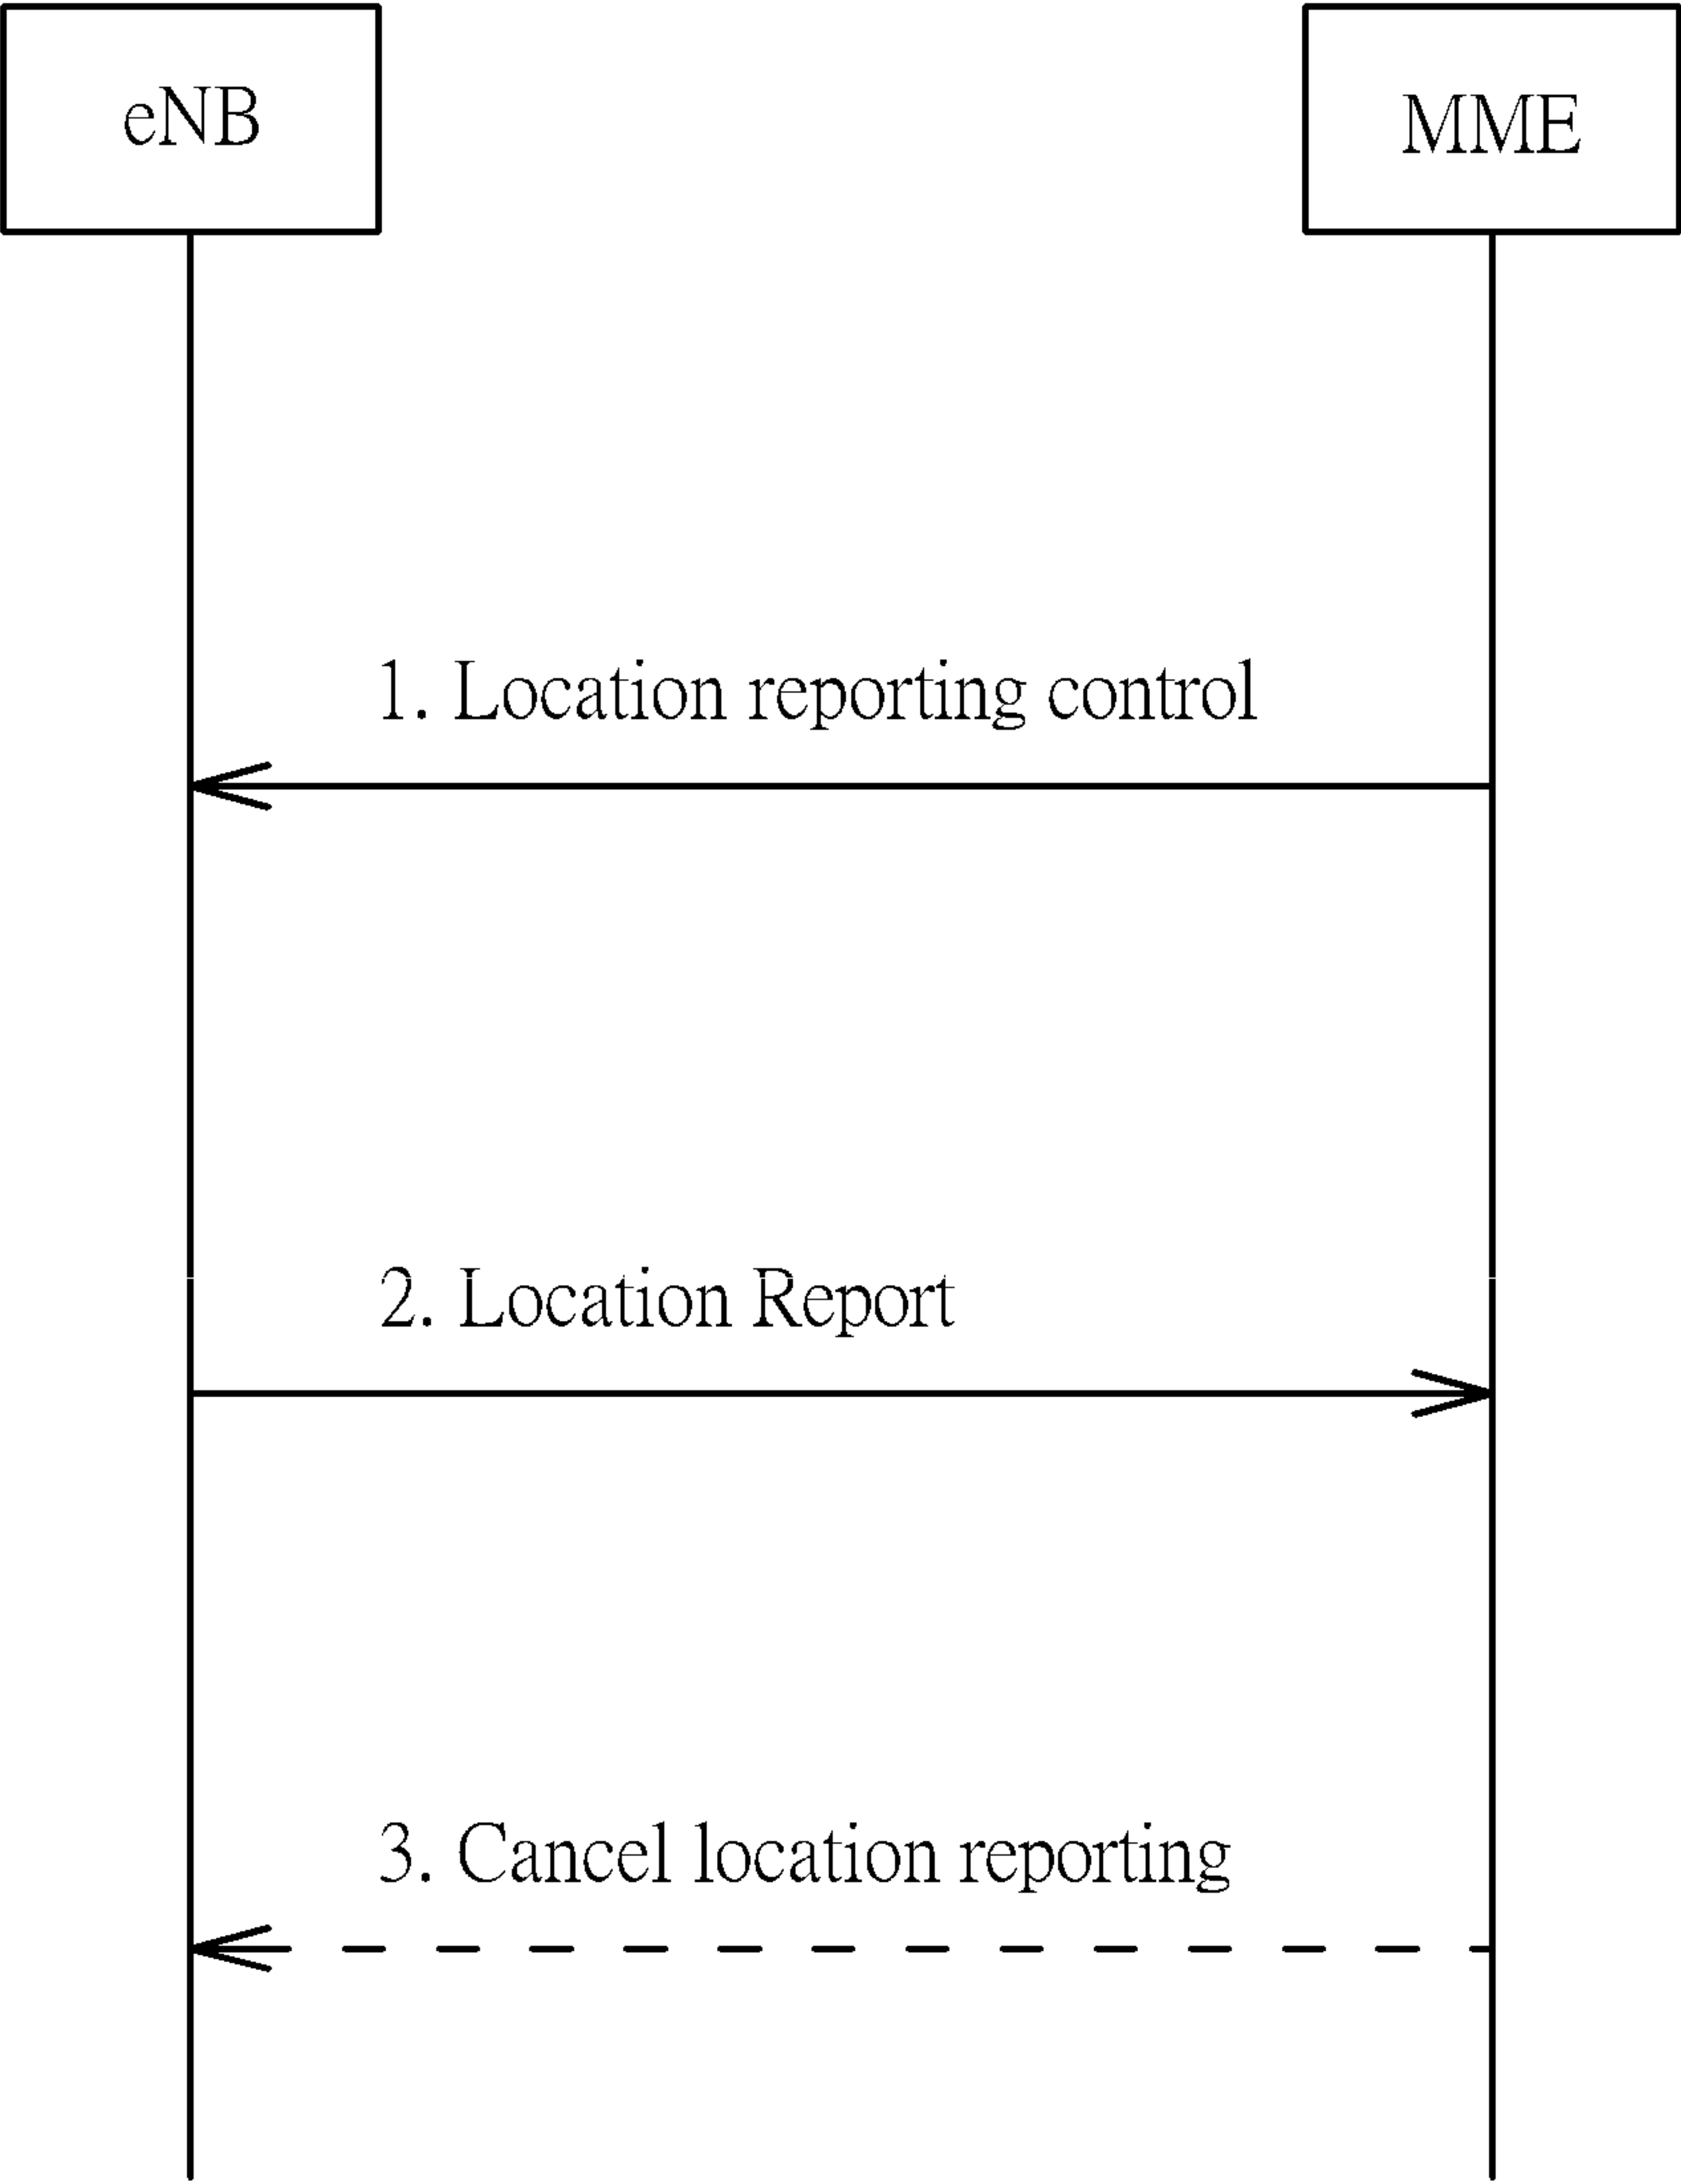 eNB
MME
1. Location reporting control
2. Location Report
3. Cancel location reporting